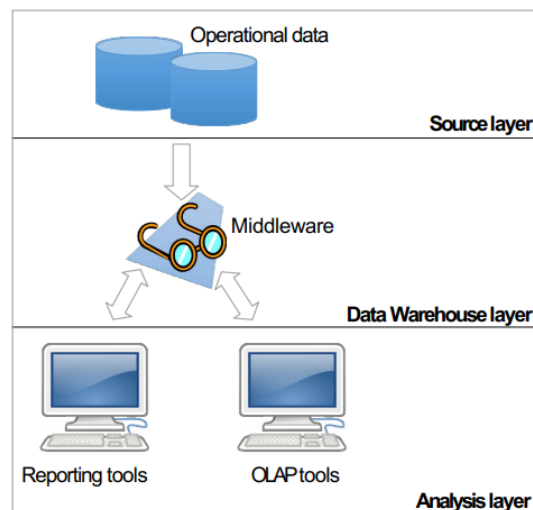 Operational data
Source layer
Middleware
Data Warehouse layer
Reporting tools
OLAP tools
Analysis layer